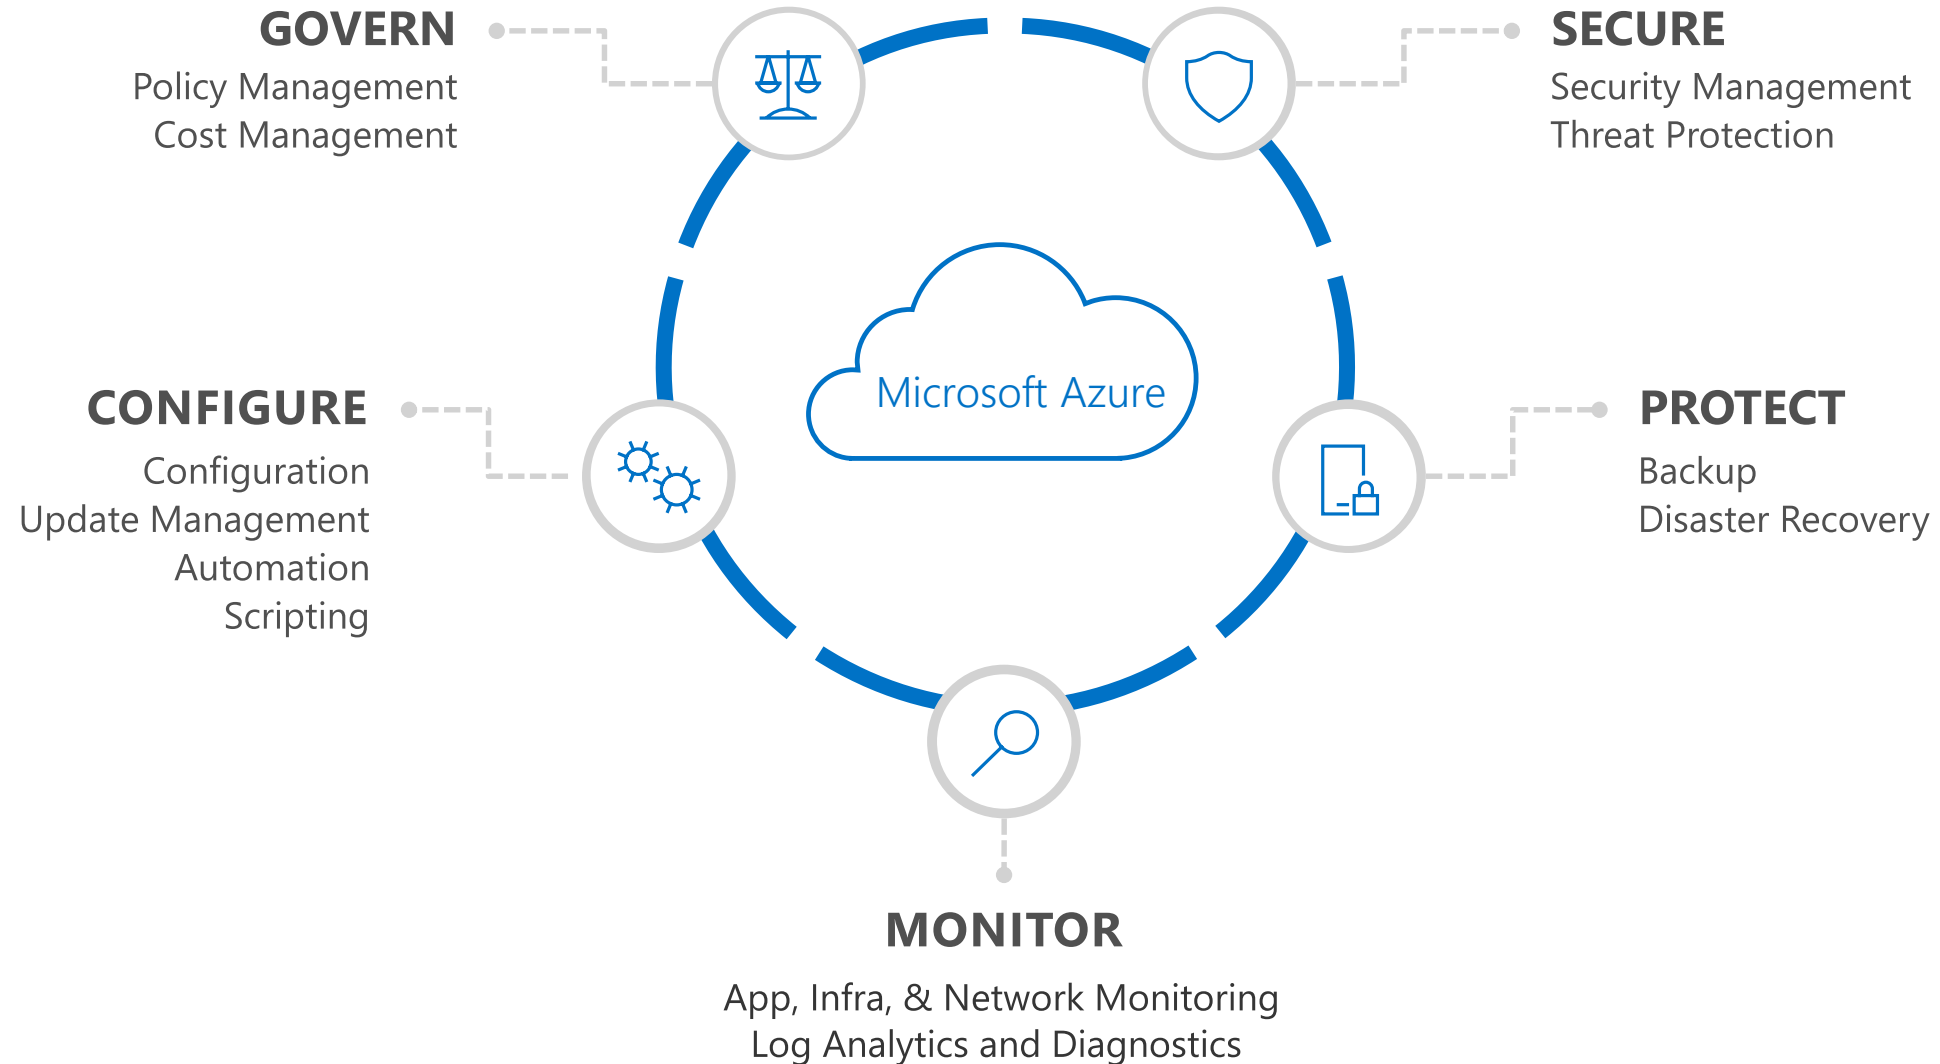 GOVERN
Policy Management
Cost Management
SECURE
Security Management
Threat Protection
Microsoft Azure
CONFIGURE
Configuration
Update Management
Automation
Scripting
PROTECT
Backup
Disaster Recovery
MONITOR
App, Infra, & Network Monitoring
Log Analytics and Diagnostics